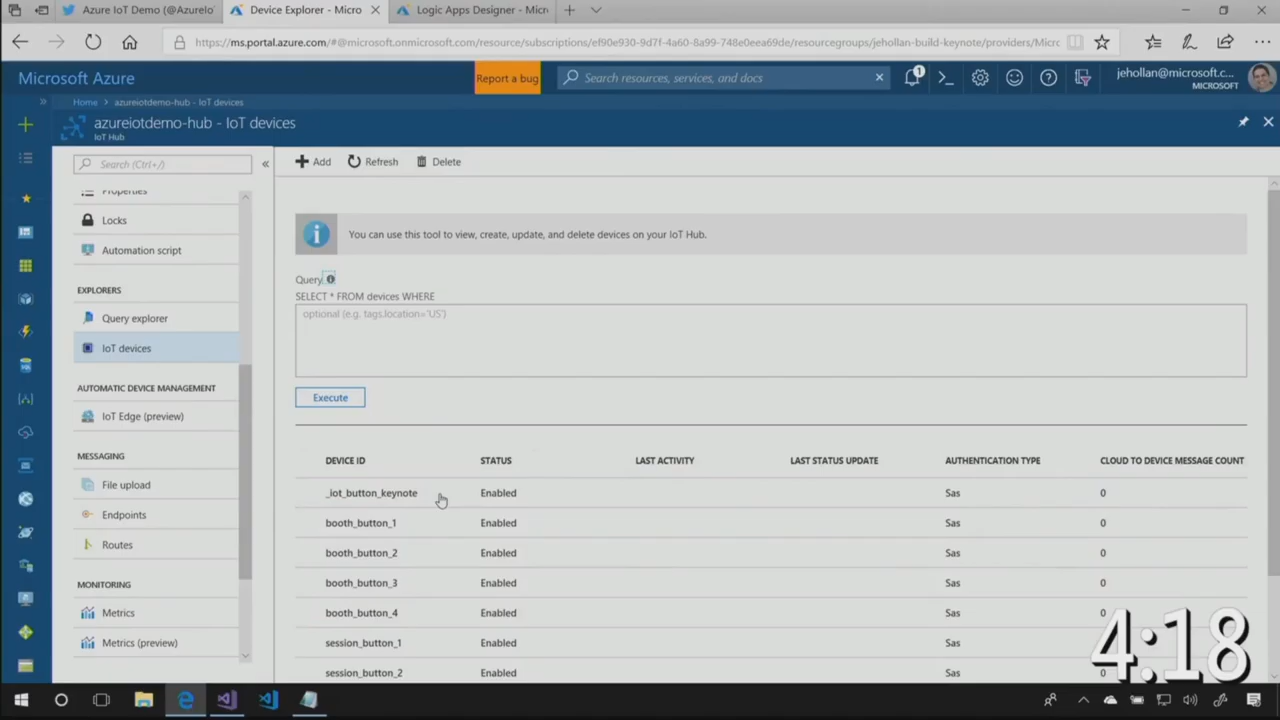 Azure IoT Demo (@Azurelo
Device Explorer - Micro
Logic Apps Designer - Micr
https://ms.portal.azure.com/#@microsoft.onmicrosoft.com/resource/subscriptions/ef90e930-9d7f-4a60-8a99-748e0eea69de/resourcegroups/jehollan-build-keynote/providers/Micrc
Microsoft Azure
Report a bug
Search resources, services, and docs
1
jehollan@microsoft.c...
MICROSOFT
Home > azureiotdemo-hub - IoT devices
azureiotdemo-hub - IoT devices
IoT Hub
Search (Ctrl+/)
Add
Refresh
Delete
Properties
Locks
Automation script
EXPLORERS
Query explorer
IoT devices
AUTOMATIC DEVICE MANAGEMENT
IoT Edge (preview)
MESSAGING
File upload
Endpoints
Routes
MONITORING
Metrics
Metrics (preview)
You can use this tool to view, create, update, and delete devices on your IoT Hub.
Query
SELECT * FROM devices WHERE
optional (e.g. tags.location='US')
Execute
DEVICE ID STATUS LAST ACTIVITY LAST STATUS UPDATE AUTHENTICATION TYPE CLOUD TO DEVICE MESSAGE COUNT
_iot_button_keynote Enabled Sas 0
booth_button_1 Enabled Sas 0
booth_button_2 Enabled Sas 0
booth_button_3 Enabled Sas 0
booth_button_4 Enabled Sas 0
session_button_1 Enabled Sas
session_button_2 Enabled Sas
4:18